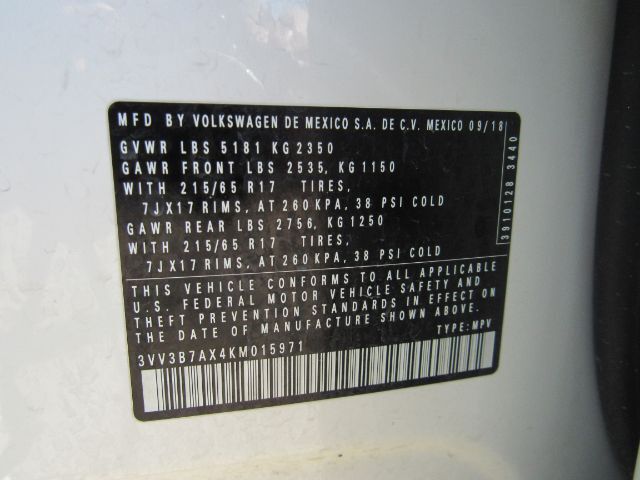 MFD BY VOLKSWAGEN DE MEXICO S.A. DE C.V. MEXICO 09/18
GVWR LBS 5181 KG 2350
GAWR FRONT LBS 2535, KG 1150
WITH 215/65 R17 TIRES,
7JX17 RIMS, AT 260 KPA, 38 PSI COLD
GAWR REAR LBS 2756, KG 1250
WITH 215/65 R17 TIRES,
7JX17 RIMS, AT 260 KPA, 38 PSI COLD
THIS VEHICLE CONFORMS TO ALL APPLICABLE
U.S. FEDERAL MOTOR VEHICLE SAFETY AND
THEFT PREVENTION STANDARDS IN EFFECT ON
THE DATE OF MANUFACTURE SHOWN ABOVE.
3VV3B7AX4KM015971 TYPE: MPV
3910128 3440